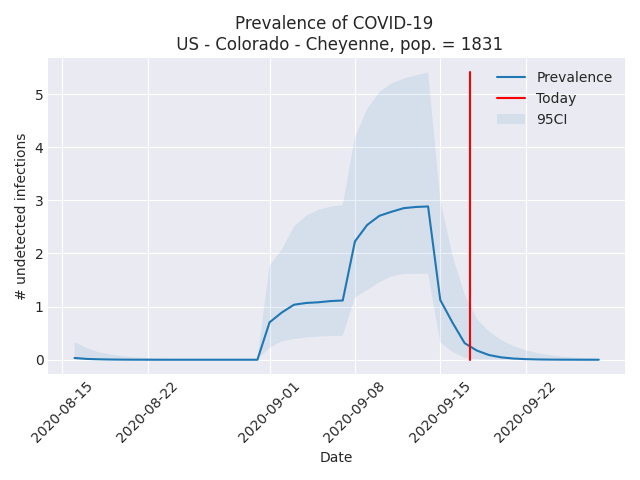 Prevalence of COVID-19
US - Colorado - Cheyenne, pop. = 1831
# undetected infections
5
4
3
2
1
0
Prevalence
Today
95CI
2020-08-15
2020-08-22
2020-09-01
2020-09-08
2020-09-15
2020-09-22
Date